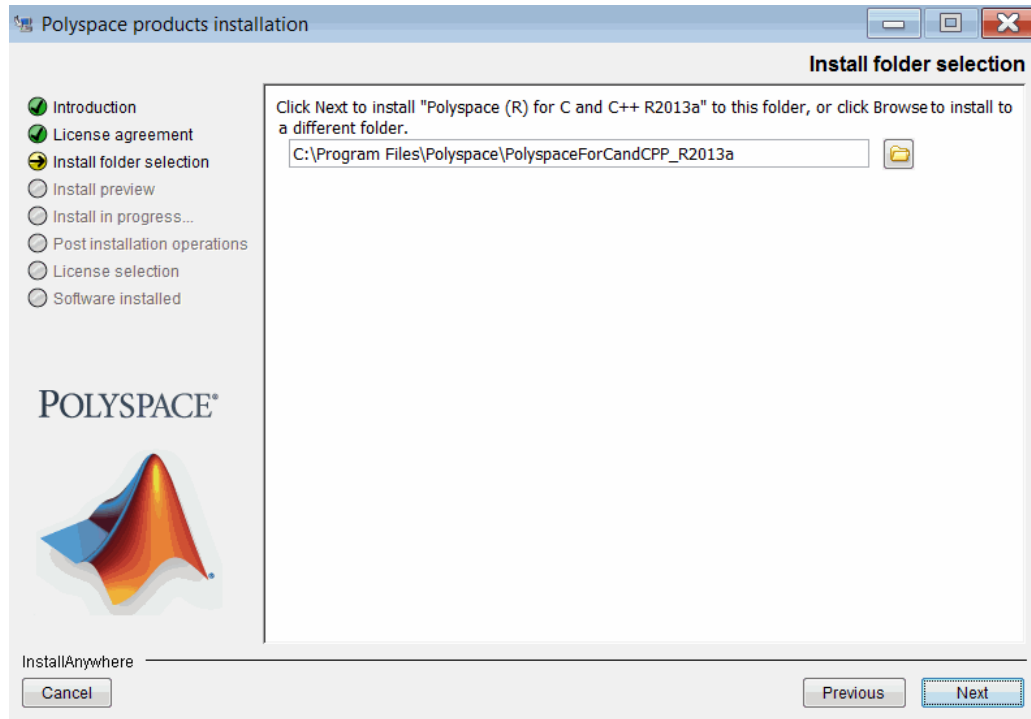 Polyspace products installation
Install folder selection
Introduction
License agreement
Install folder selection
Install preview
Install in progress...
Post installation operations
License selection
Software installed
Click Next to install "Polyspace (R) for C and C++ R2013a" to this folder, or click Browse to install to
a different folder.
C:\Program Files\Polyspace\PolyspaceForCandCPP_R2013a
POLYSPACE®
InstallAnywhere
Cancel
Previous
Next